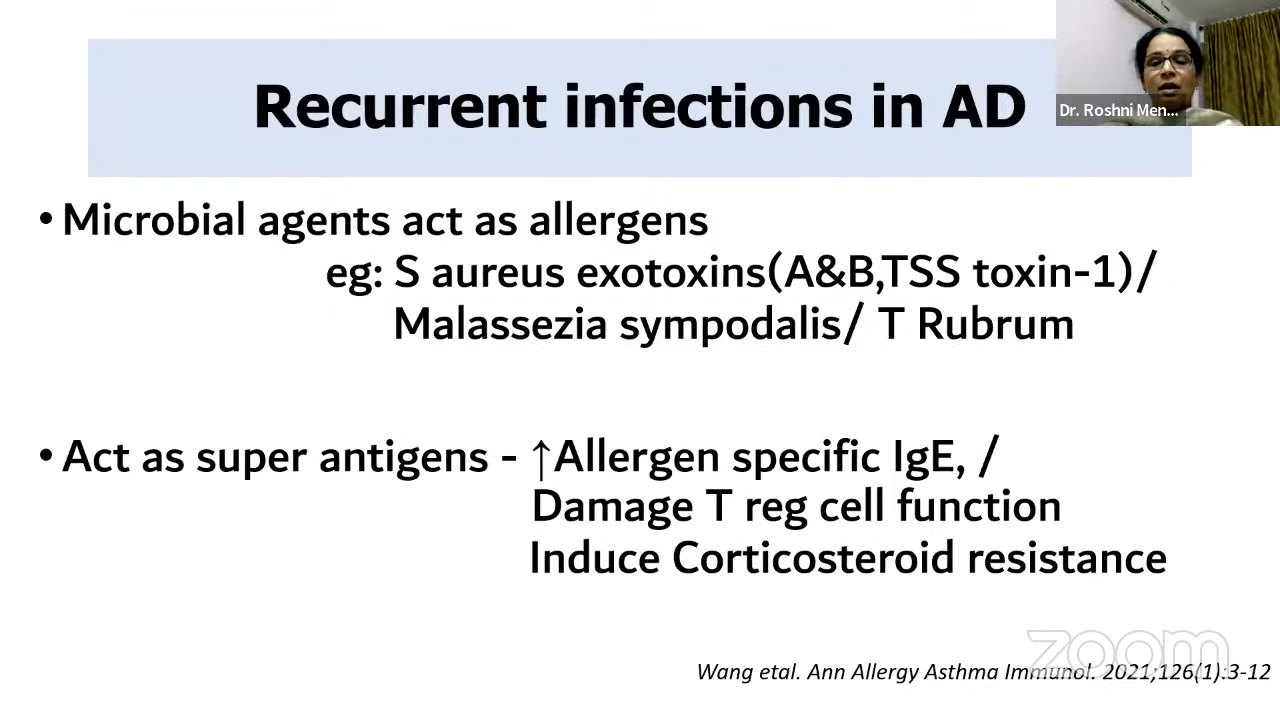 Recurrent infections in AD
Dr. Roshni Men...
• Microbial agents act as allergens
eg: S aureus exotoxins(A&B,TSS toxin-1)/
Malassezia sympodalis/ T Rubrum
• Act as super antigens - ↑Allergen specific IgE, /
Damage T reg cell function
Induce Corticosteroid resistance
zoom
Wang etal. Ann Allergy Asthma Immunol. 2021;126(1):3-12